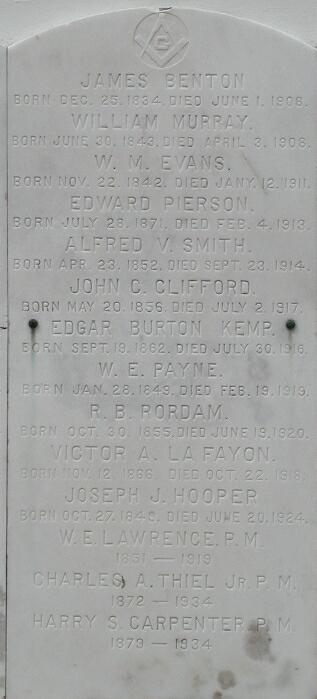 G
JAMES BENTON
BORN DEC. 25. 1834. DIED JUNE 1. 1906.
WILLIAM MURRAY.
BORN JUNE 30. 1843. DIED APRIL 3. 1908.
W. M. EVANS.
BORN NOV. 22. 1842. DIED JANY. 12. 1911.
EDWARD PIERSON.
BORN JULY 28. 1871. DIED FEB. 4. 1913.
ALFRED V. SMITH.
BORN APR. 23. 1852. DIED SEPT. 23. 1914.
JOHN C. CLIFFORD.
BORN MAY 20. 1856. DIED JULY 2. 1917.
EDGAR BURTON KEMP.
BORN SEPT. 19. 1862. DIED JULY 30. 1916.
W. E. PAYNE.
BORN JAN. 28. 1849. DIED FEB. 19. 1919.
R. B. RORDAM.
BORN OCT. 30. 1855. DIED JUNE 19. 1920.
VICTOR A. LA FAYON.
BORN NOV. 12. 1866. DIED OCT. 22. 1918.
JOSEPH J. HOOPER
BORN OCT. 27. DIED JUNE 20. 1924.
W. E. LAWRENCE. P. M.
1851 — 1919
CHARLES A. THIEL JR. P. M.
1872 — 1934
HARRY S. CARPENTER P. M.
1879 — 1934